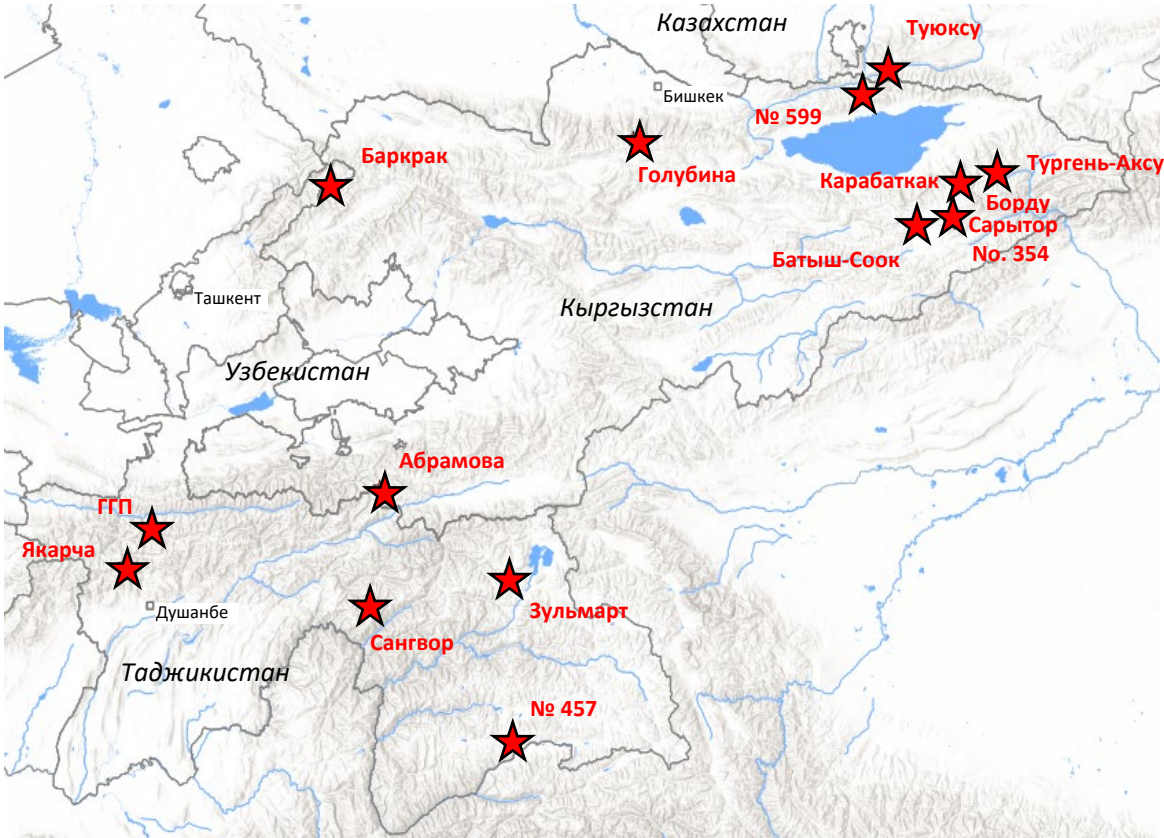 Казахстан
Туюксу
Бишкек
№ 599
Баркрак
Голубина
Карабаткак
Тургень-Аксу
Борду
Сарытор
Батыш-Соок
No. 354
Ташкент
Кыргызстан
Узбекистан
Абрамова
ГГП
Якарча
Душанбе
Зульмарт
Сангвор
Таджикистан
№ 457